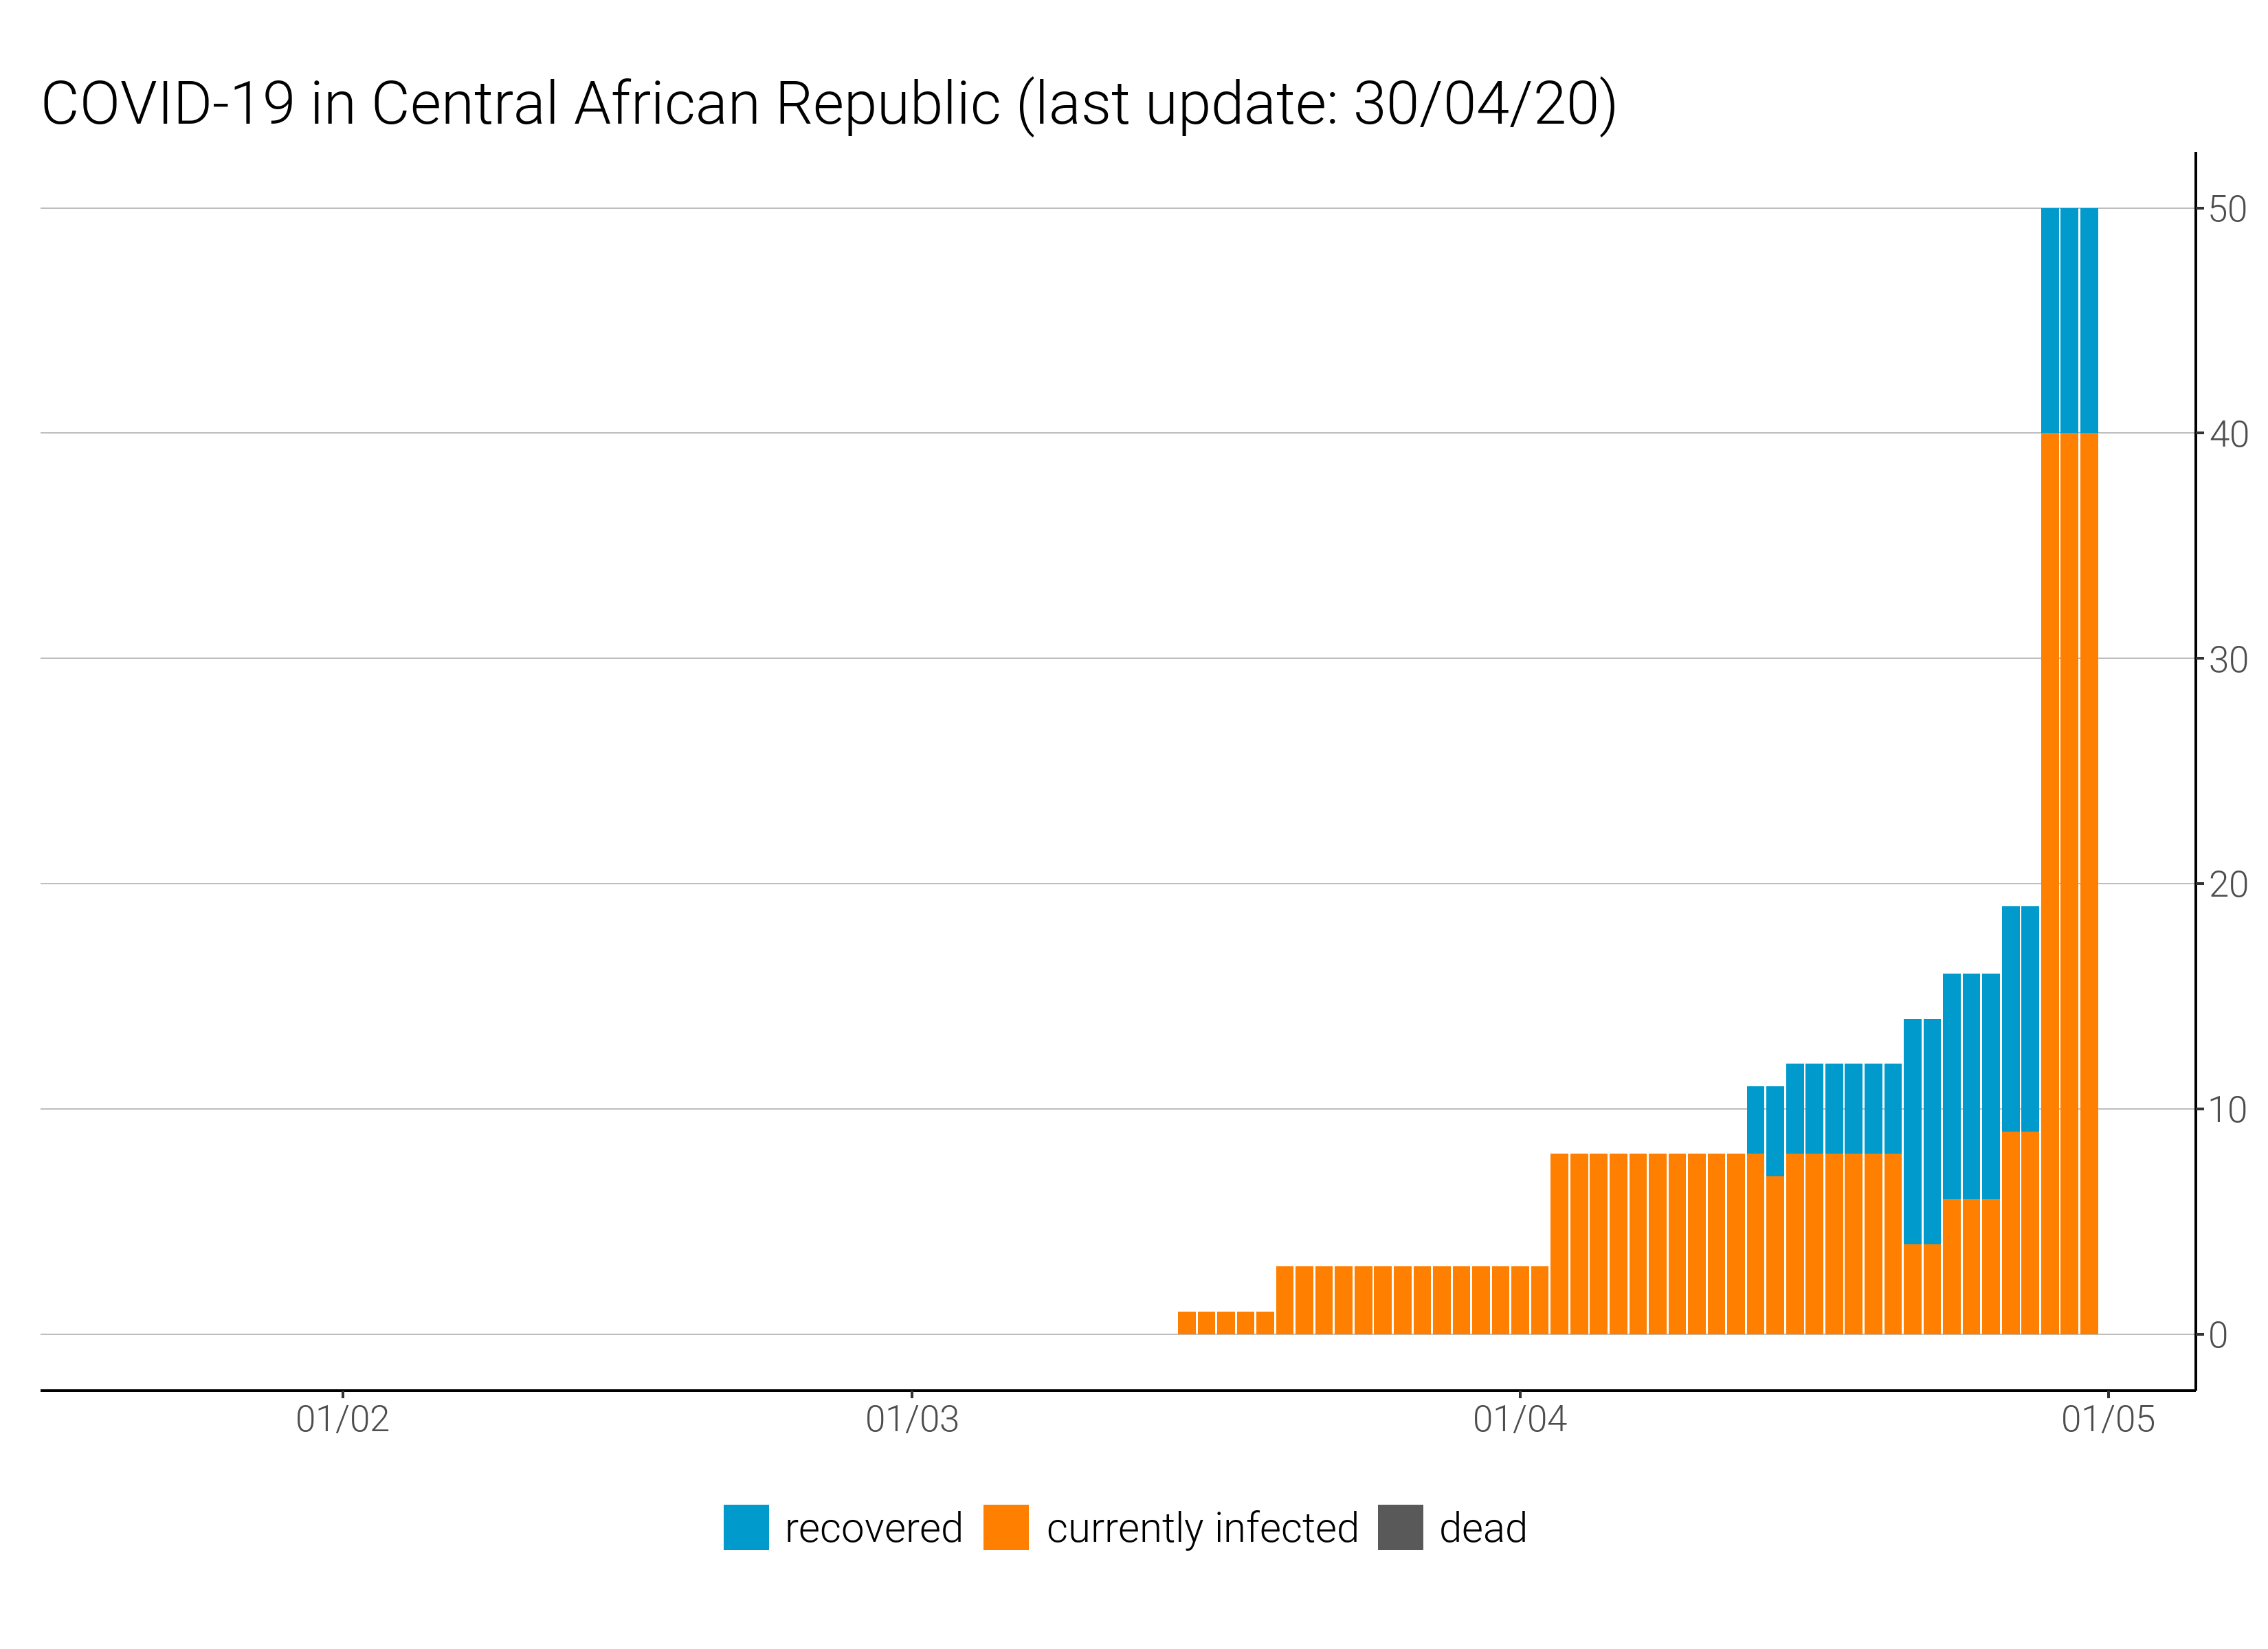 COVID-19 in Central African Republic (last update: 30/04/20)
50
40
30
20
10
0
01/02 01/03 01/04 01/05
recovered currently infected dead